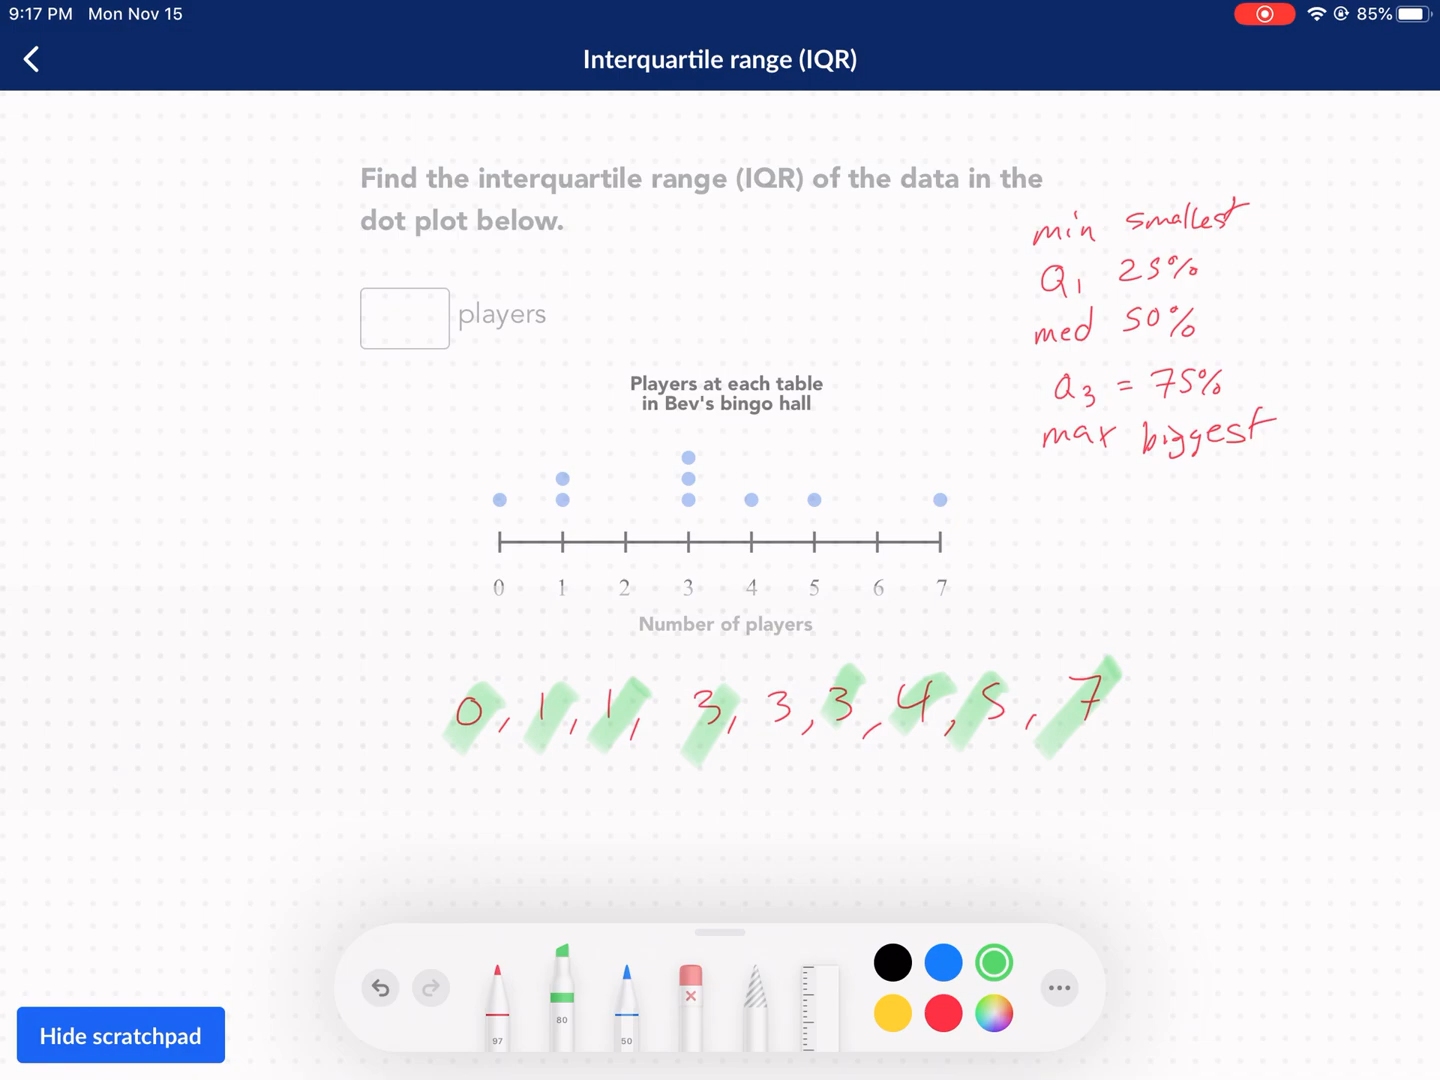 9:17 PM Mon Nov 15 85%
Interquartile range (IQR)
Find the interquartile range (IQR) of the data in the
dot plot below.
players
min smallest
Q1 25%
med 50%
Q3 = 75%
max biggest
Players at each table
in Bev's bingo hall
0 1 2 3 4 5 6 7
Number of players
0, 1, 1, 3, 3, 3, 4, 5, 7
97 80 50
Hide scratchpad